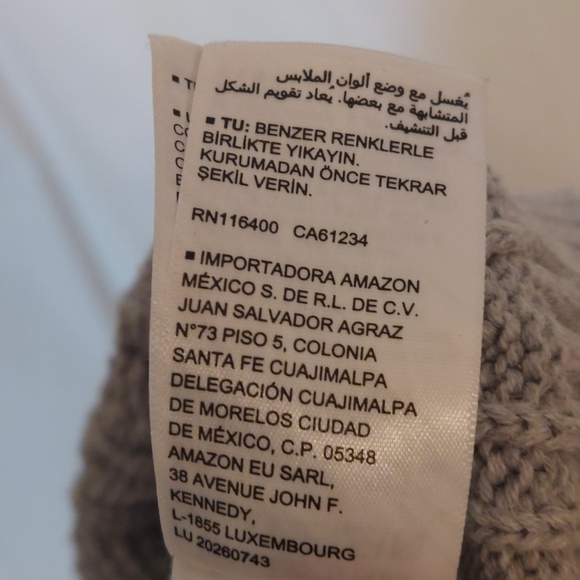 يُغسل مع وضع ألوان الملابس
المتشابهة مع بعضها. يُعاد تقويم الشكل
قبل التنشيف.
▪ TU: BENZER RENKLERLE
BİRLİKTE YIKAYIN.
KURUMADAN ÖNCE TEKRAR
ŞEKİL VERİN.
RN116400 CA61234
▪ IMPORTADORA AMAZON
MÉXICO S. DE R.L. DE C.V.
JUAN SALVADOR AGRAZ
N°73 PISO 5, COLONIA
SANTA FE CUAJIMALPA
DELEGACIÓN CUAJIMALPA
DE MORELOS CIUDAD
DE MÉXICO, C.P. 05348
AMAZON EU SARL,
38 AVENUE JOHN F.
KENNEDY,
L-1855 LUXEMBOURG
LU 20260743